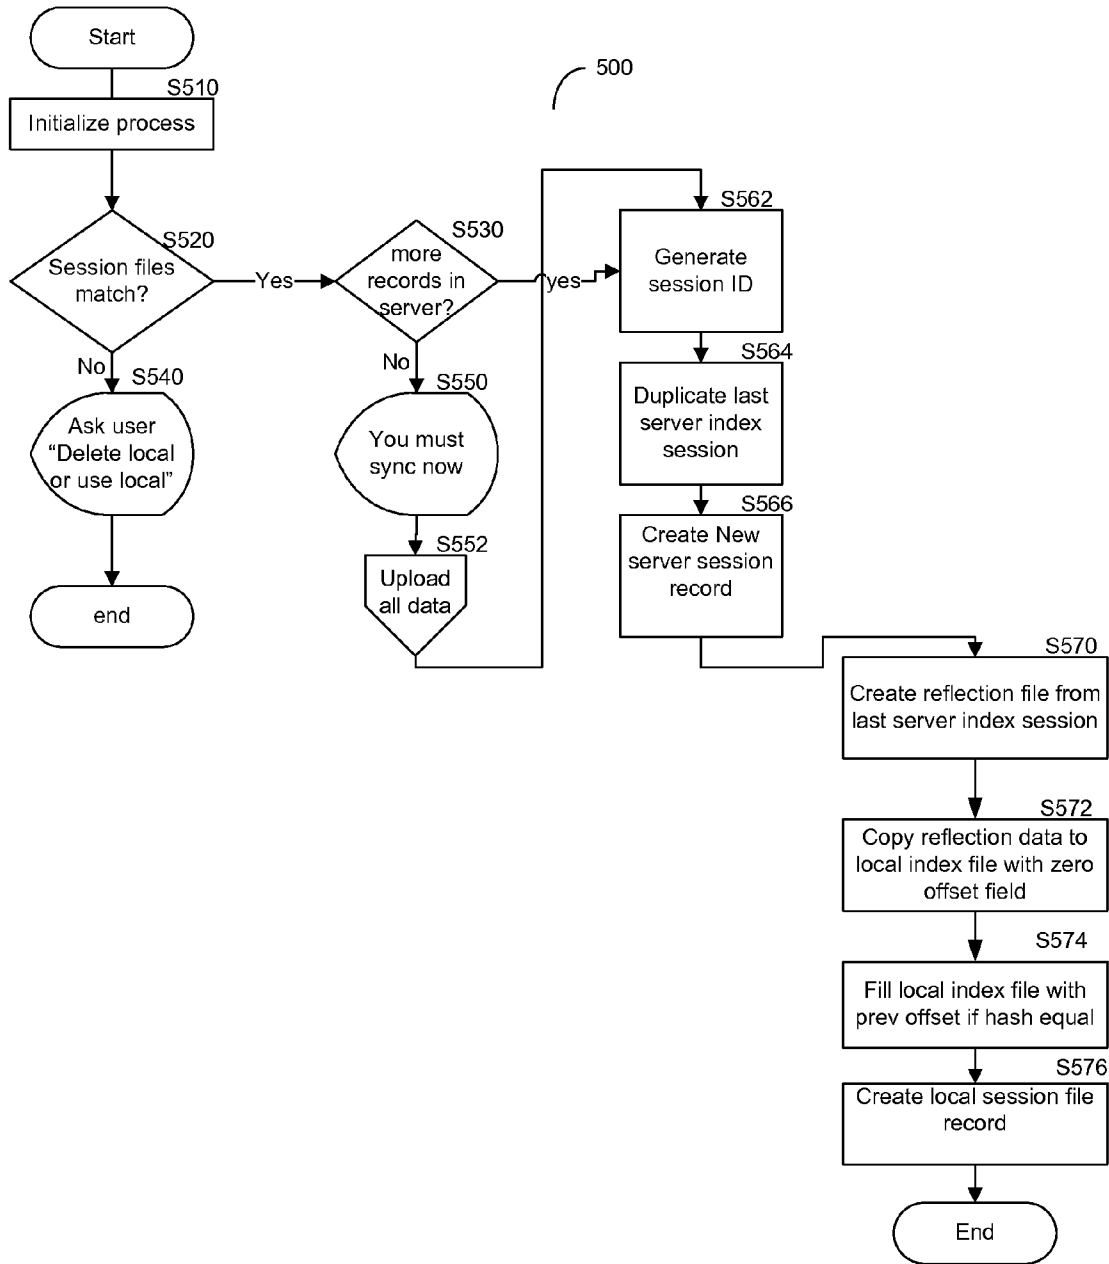 Start
500
S510
Initialize process
S520
Session files
match?
Yes
No
S530
more
records in
server?
yes
No
S540
Ask user
“Delete local
or use local”
end
S550
You must
sync now
S552
Upload
all data
S562
Generate
session ID
S564
Duplicate last
server index
session
S566
Create New
server session
record
S570
Create reflection file from
last server index session
S572
Copy reflection data to
local index file with zero
offset field
S574
Fill local index file with
prev offset if hash equal
S576
Create local session file
record
End